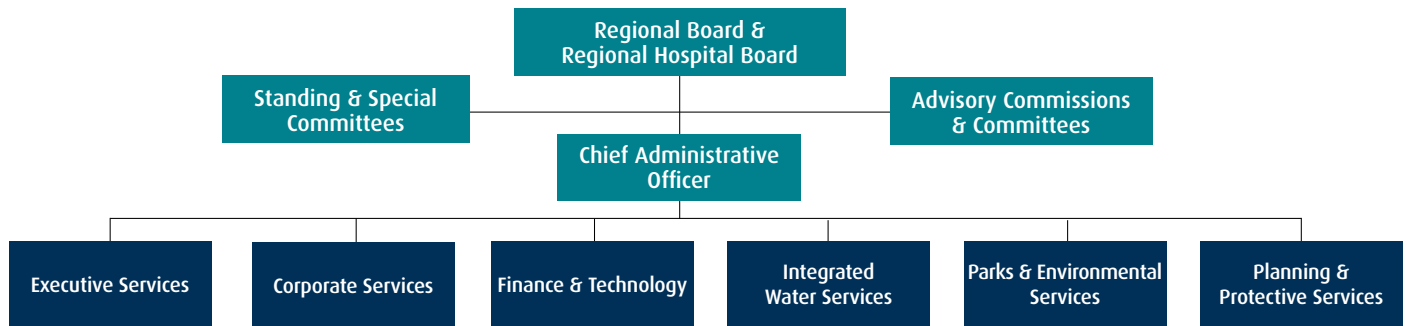 Regional Board &
Regional Hospital Board
Standing & Special
Committees
Advisory Commissions
& Committees
Chief Administrative
Officer
Executive Services
Corporate Services
Finance & Technology
Integrated
Water Services
Parks & Environmental
Services
Planning &
Protective Services